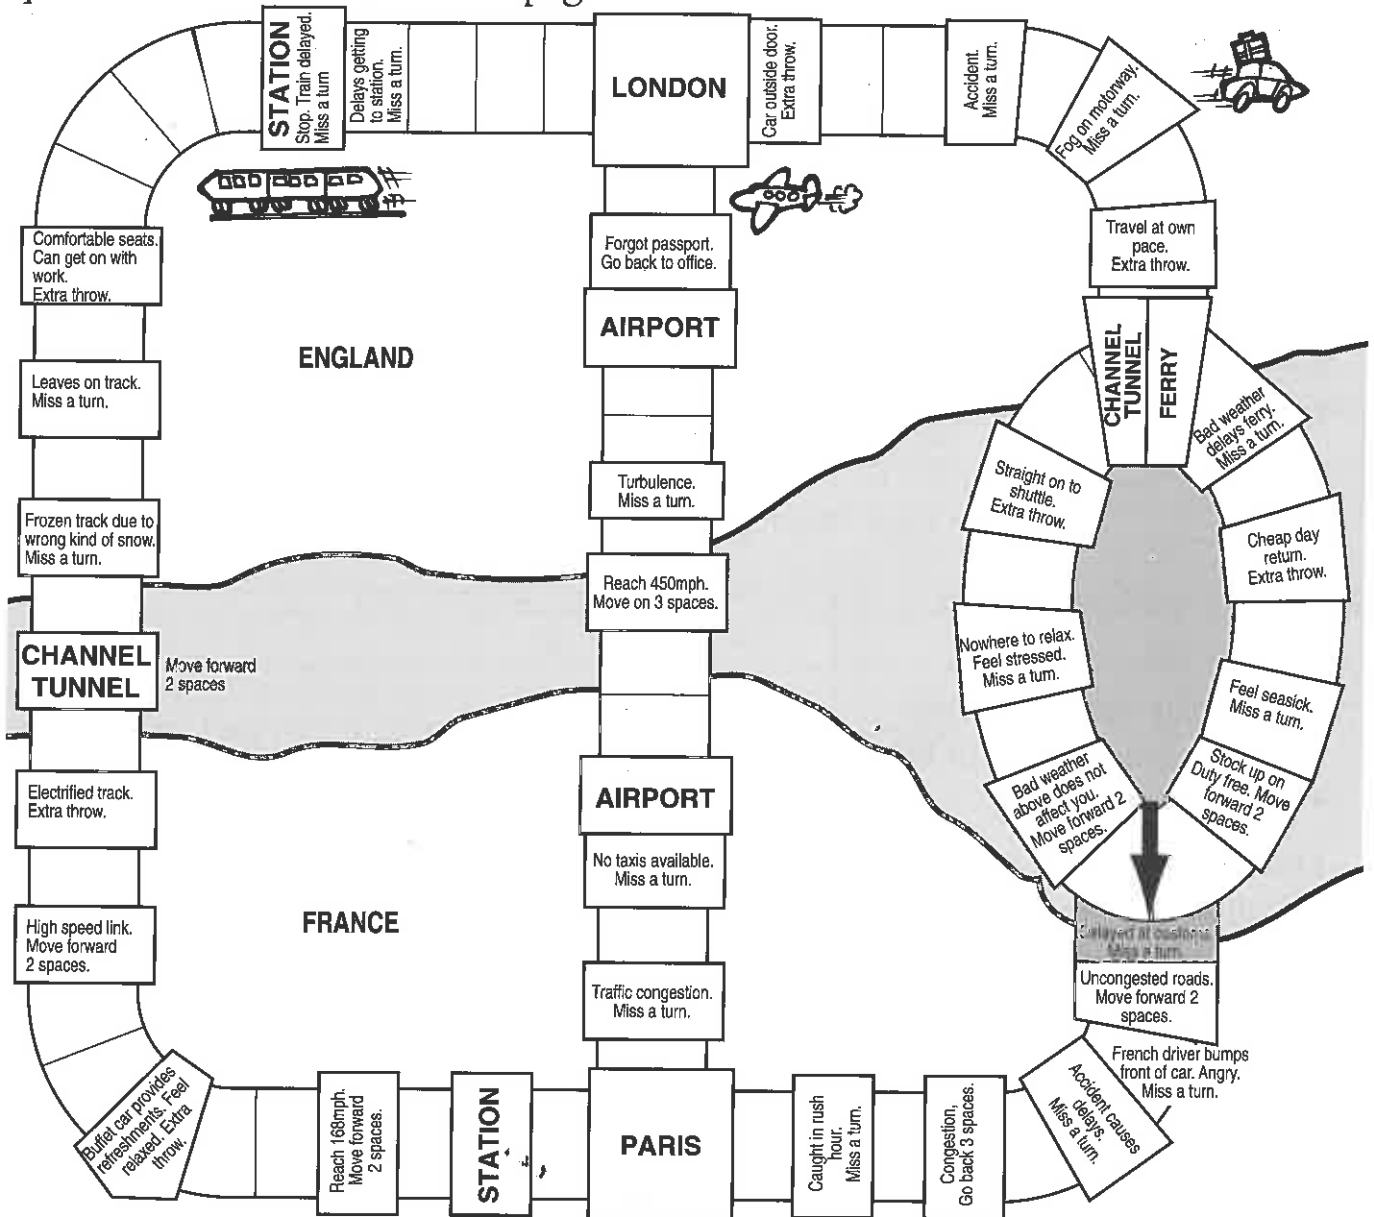 STATION
Stop. Train delayed.
Miss a turn
Delays getting
to station.
Miss a turn.
LONDON
Car outside door.
Extra throw.
Accident.
Miss a turn.
Fog on motorway.
Miss a turn.
Comfortable seats.
Can get on with
work.
Extra throw.
Forgot passport.
Go back to office.
Travel at own
pace.
Extra throw.
AIRPORT
ENGLAND
CHANNEL
TUNNEL
FERRY
Leaves on track.
Miss a turn.
Bad weather
delays ferry.
Miss a turn.
Straight on to
shuttle.
Extra throw.
Turbulence.
Miss a turn.
Frozen track due to
wrong kind of snow.
Miss a turn.
Cheap day
return.
Extra throw.
Reach 450mph.
Move on 3 spaces.
CHANNEL
TUNNEL
Move forward
2 spaces
Nowhere to relax.
Feel stressed.
Miss a turn.
Feel seasick.
Miss a turn.
Electrified track.
Extra throw.
AIRPORT
Bad weather
above does not
affect you.
Move forward 2
spaces.
Stock up on
Duty free. Move
forward 2
spaces.
No taxis available.
Miss a turn.
FRANCE
High speed link.
Move forward
2 spaces.
Delayed at customs.
Miss a turn.
Traffic congestion.
Miss a turn.
Uncongested roads.
Move forward 2
spaces.
French driver bumps
front of car. Angry.
Miss a turn.
Buffet car provides
refreshments. Feel
relaxed. Extra
throw.
Reach 168mph.
Move forward
2 spaces.
STATION
PARIS
Caught in rush
hour.
Miss a turn.
Congestion,
Go back 3 spaces.
Accident causes
delays.
Miss a turn.